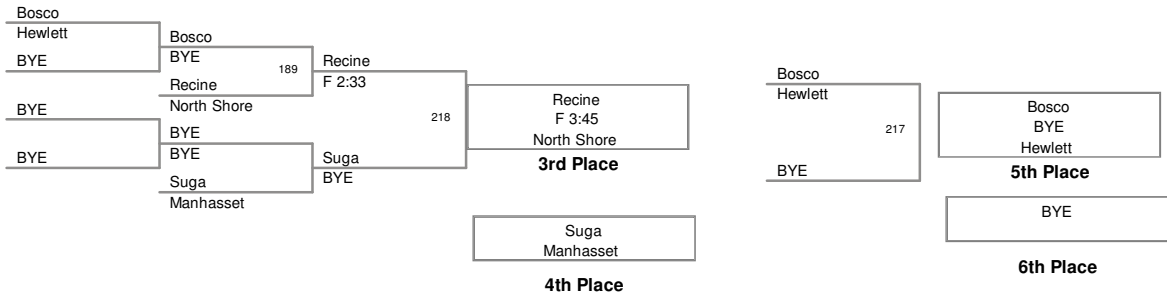 Bosco
Hewlett
BYE
BYE
BYE
Bosco
BYE
189
Recine
North Shore
BYE
BYE
Suga
Manhasset
Recine
F 2:33
218
Suga
BYE
Recine
F 3:45
North Shore
3rd Place
Suga
Manhasset
4th Place
Bosco
Hewlett
217
BYE
Bosco
BYE
Hewlett
5th Place
BYE
6th Place